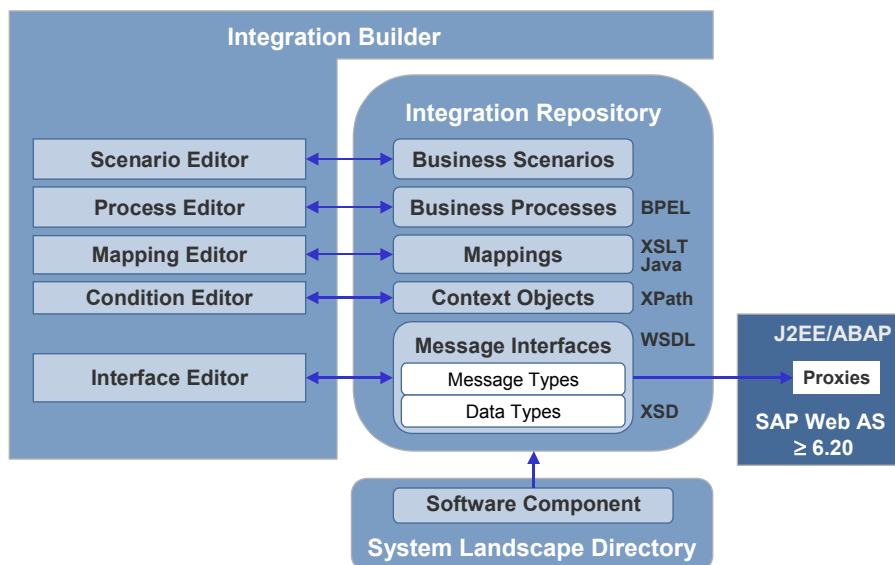 Integration Builder
Integration Repository
Scenario Editor
Business Scenarios
Process Editor
Business Processes
BPEL
Mapping Editor
Mappings
XSLT
Java
Condition Editor
Context Objects
XPath
Interface Editor
Message Interfaces
WSDL
Message Types
Data Types
XSD
J2EE/ABAP
Proxies
SAP Web AS
≥ 6.20
Software Component
System Landscape Directory